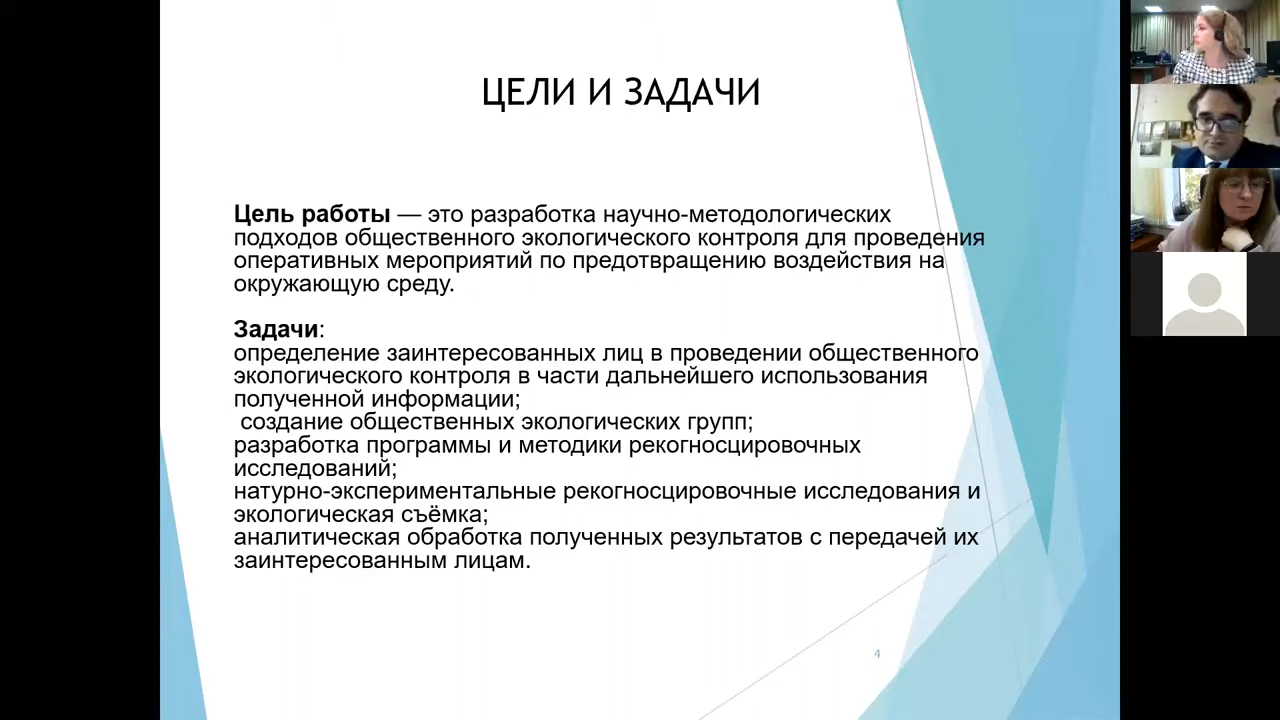 ЦЕЛИ И ЗАДАЧИ
Цель работы — это разработка научно-методологических
подходов общественного экологического контроля для проведения
оперативных мероприятий по предотвращению воздействия на
окружающую среду.
Задачи:
определение заинтересованных лиц в проведении общественного
экологического контроля в части дальнейшего использования
полученной информации;
создание общественных экологических групп;
разработка программы и методики рекогносцировочных
исследований;
натурно-экспериментальные рекогносцировочные исследования и
экологическая съёмка;
аналитическая обработка полученных результатов с передачей их
заинтересованным лицам.
4